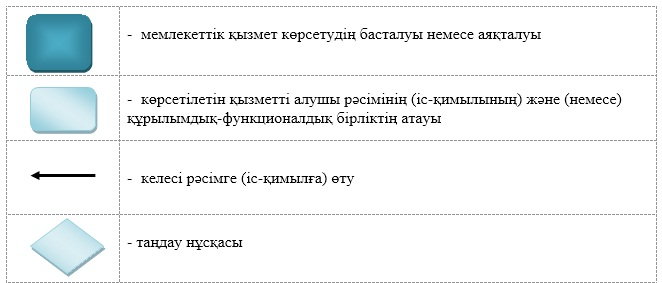 - мемлекеттік қызмет көрсетудің басталуы немесе аяқталуы
- көрсетілетін қызметті алушы рәсімінің (іс-қимылының) және (немесе)
құрылымдық-функционалдық бірліктің атауы
- келесі рәсімге (іс-қимылға) өту
- таңдау нұсқасы